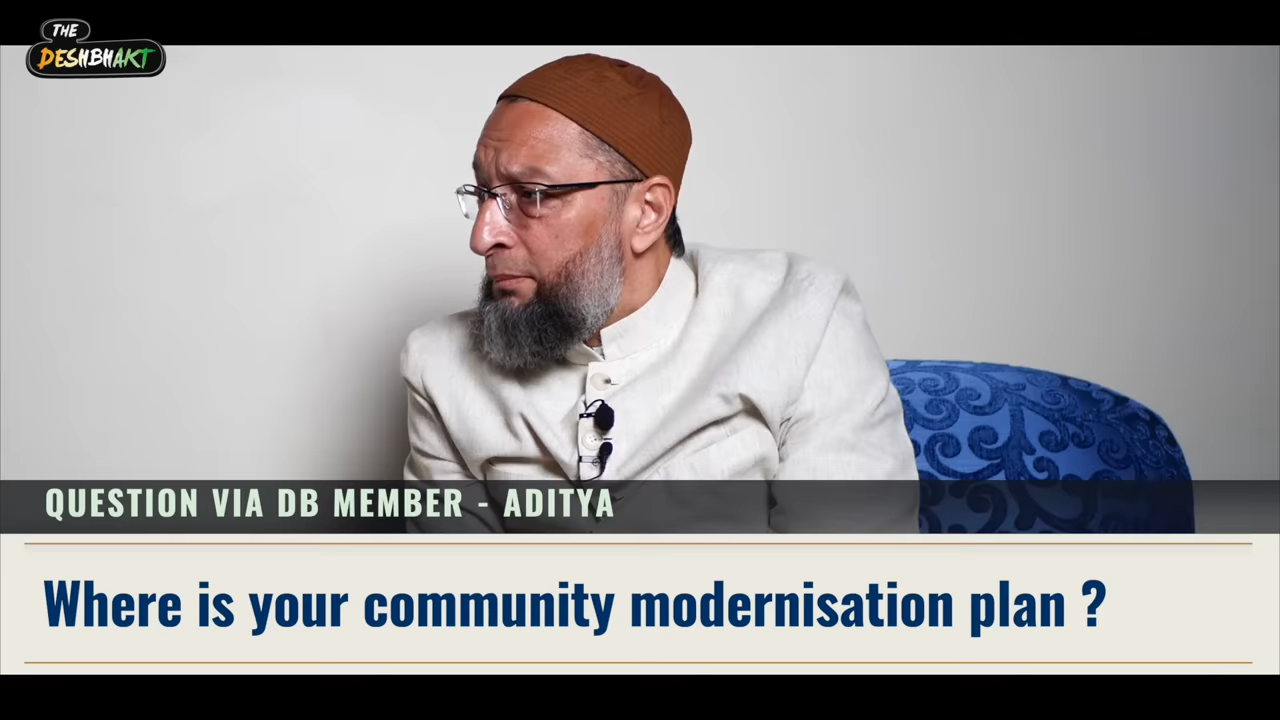 THE
DESHBHAKT
QUESTION VIA DB MEMBER - ADITYA
Where is your community modernisation plan ?